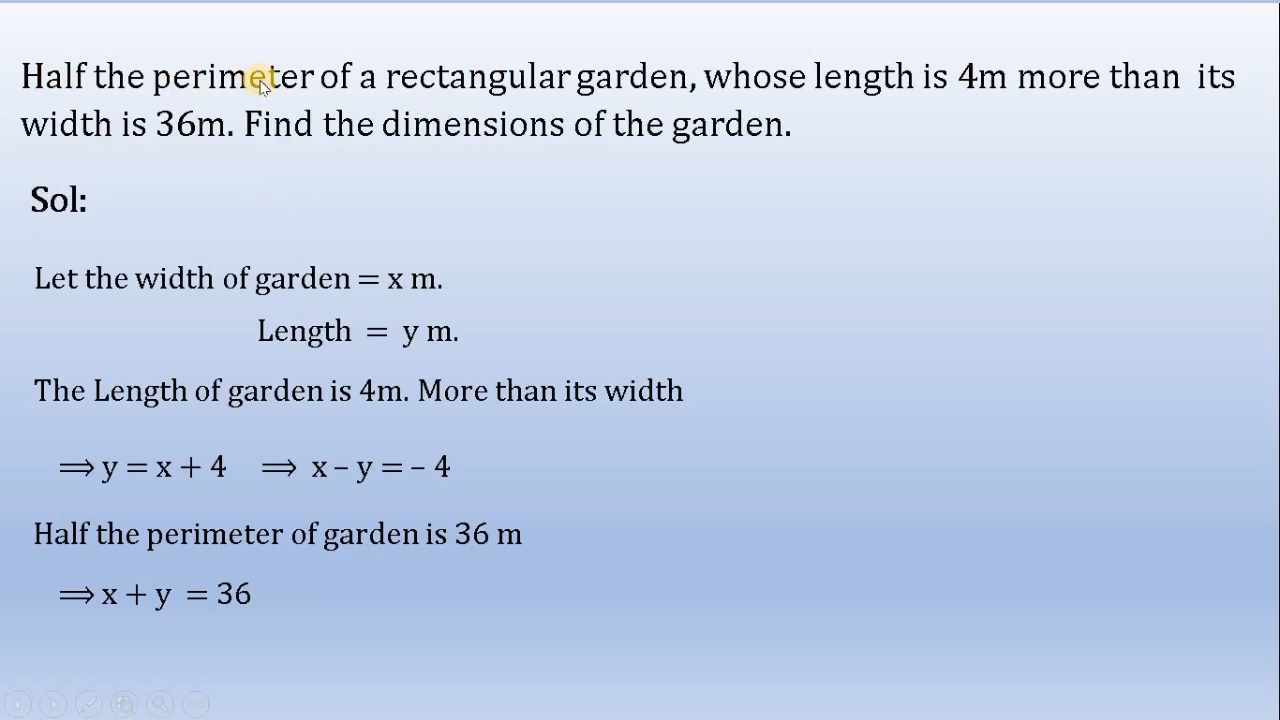 Half the perimeter of a rectangular garden, whose length is 4m more than its
width is 36m. Find the dimensions of the garden.
Sol:
Let the width of garden = x m.
Length = y m.
The Length of garden is 4m. More than its width
⟹ y = x + 4 ⟹ x – y = – 4
Half the perimeter of garden is 36 m
⟹ x + y = 36